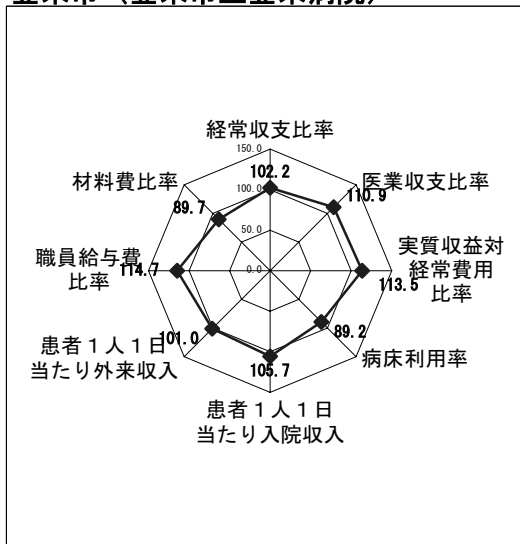 経常収支比率
150.0
102.2
100.0
50.0
0.0
医業収支比率
110.9
実質収益対
経常費用
比率
113.5
病床利用率
89.2
患者１人１日
当たり入院収入
105.7
患者１人１日
当たり外来収入
101.0
職員給与費
比率
114.7
材料費比率
89.7